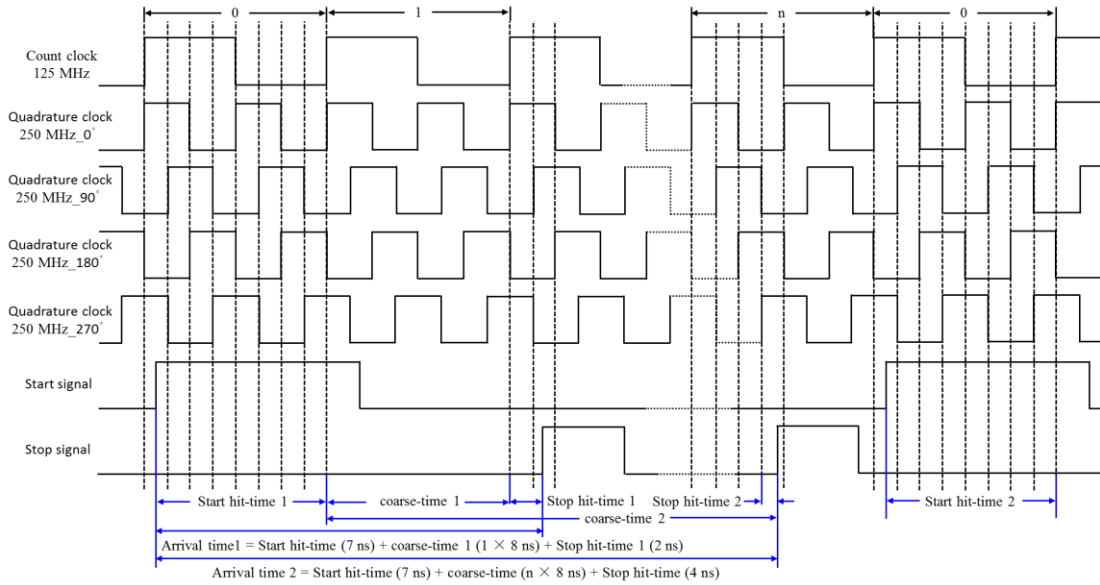 0 1 n 0
Count clock
125 MHz
Quadrature clock
250 MHz_0°
Quadrature clock
250 MHz_90°
Quadrature clock
250 MHz_180°
Quadrature clock
250 MHz_270°
Start signal
Stop signal
Start hit-time 1 coarse-time 1 Stop hit-time 1 Stop hit-time 2 Start hit-time 2
coarse-time 2
Arrival time1 = Start hit-time (7 ns) + coarse-time 1 (1 × 8 ns) + Stop hit-time 1 (2 ns)
Arrival time 2 = Start hit-time (7 ns) + coarse-time (n × 8 ns) + Stop hit-time (4 ns)